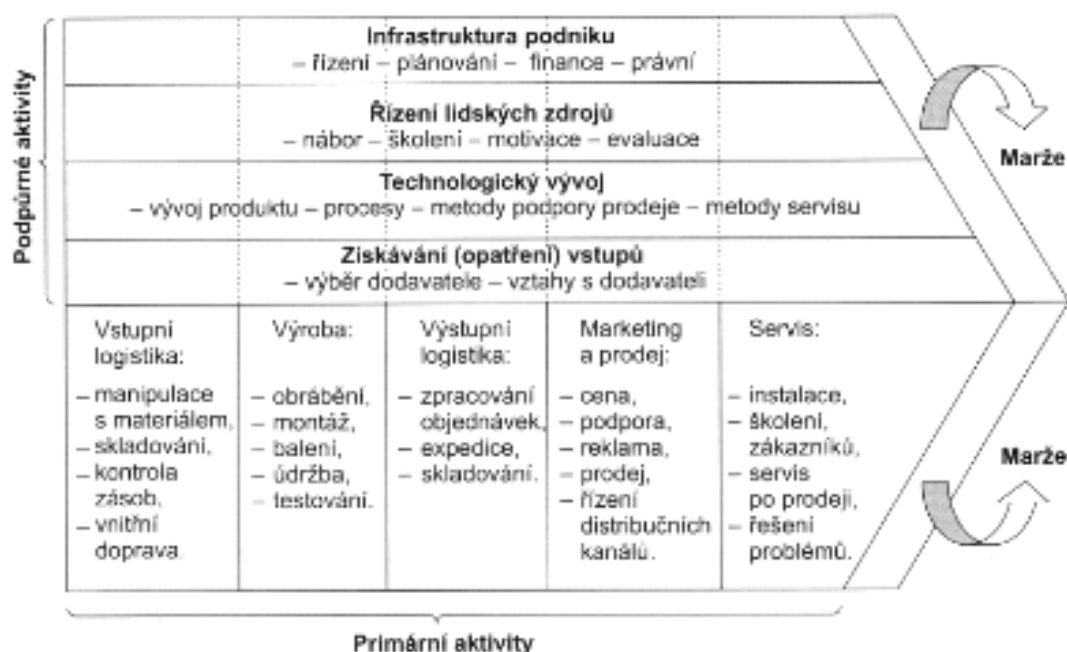 Podpůrné aktivity
Infrastruktura podniku
– řízení – plánování – finance – právní
Řízení lidských zdrojů
– nábor – školení – motivace – evaluace
Technologický vývoj
– vývoj produktu – procesy – metody podpory prodeje – metody servisu
Získávání (opatření) vstupů
– výběr dodavatele – vztahy s dodavateli
Marže
Vstupní
logistika:
– manipulace
s materiálem,
– skladování,
– kontrola
zásob,
– vnitřní
doprava.
Výroba:
– obrábění,
– montáž,
– balení,
– údržba,
– testování.
Výstupní
logistika:
– zpracování
objednávek,
– expedice,
– skladování.
Marketing
a prodej:
– cena,
– podpora,
– reklama,
– prodej,
– řízení
distribučních
kanálů.
Servis:
– instalace,
– školení,
zákazníků,
– servis
po prodeji,
– řešení
problémů.
Marže
Primární aktivity